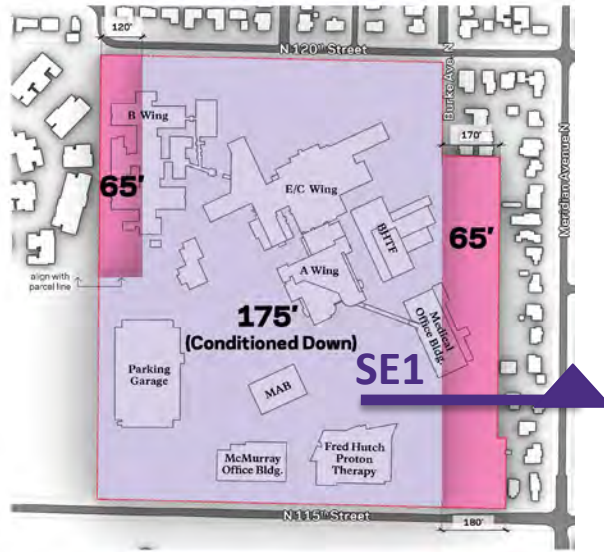 120'
N 120th Street
Burke Ave. N
170'
B Wing
65'
E/C Wing
BHTF
65'
Meridian Avenue N
align with
parcel line
A Wing
175'
(Conditioned Down)
Medical
Office Bldg.
Parking
Garage
MAB
SE1
McMurray
Office Bldg.
Fred Hutch
Proton
Therapy
N 115th Street
180'